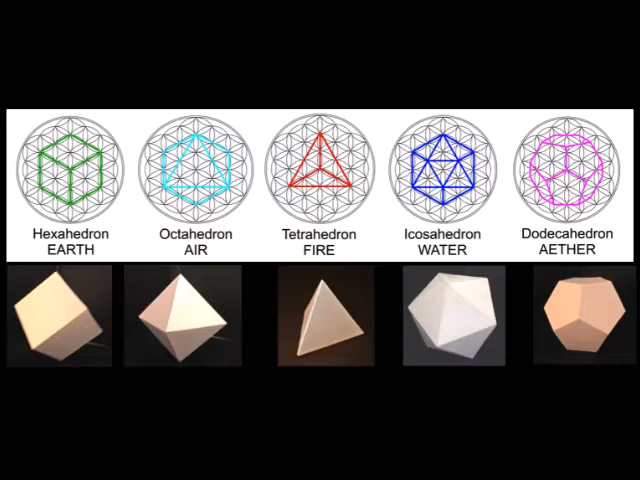 Hexahedron
EARTH
Octahedron
AIR
Tetrahedron
FIRE
Icosahedron
WATER
Dodecahedron
AETHER